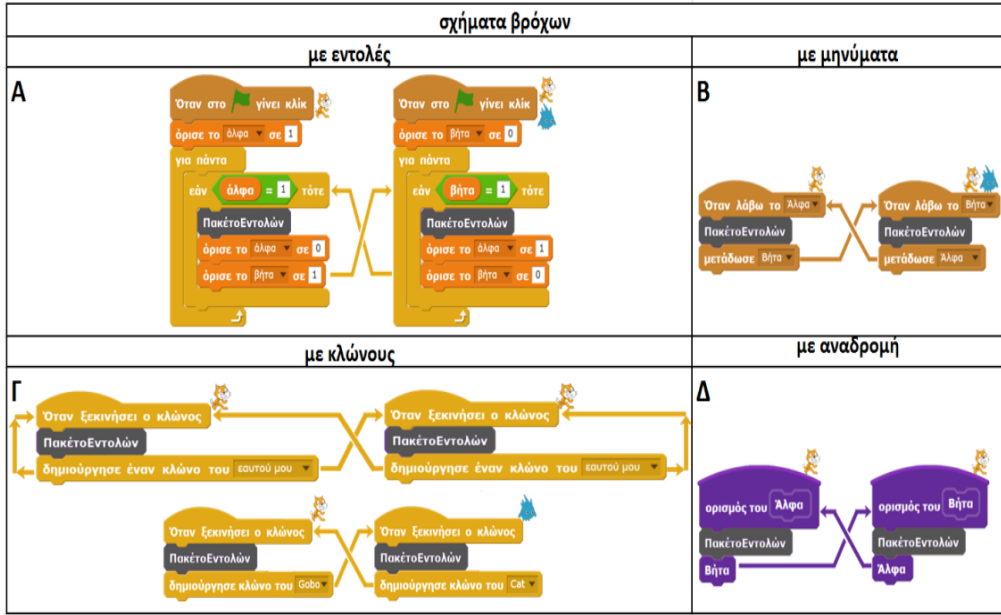 σχήματα βρόχων
με εντολές
με μηνύματα
Α
Όταν στο γίνει κλίκ
όρισε το άλφα σε 1
για πάντα
εάν άλφα = 1 τότε
ΠακέτοΕντολών
όρισε το άλφα σε 0
όρισε το βήτα σε 1
Όταν στο γίνει κλίκ
όρισε το βήτα σε 0
για πάντα
εάν βήτα = 1 τότε
ΠακέτοΕντολών
όρισε το άλφα σε 1
όρισε το βήτα σε 0
Β
Όταν λάβω το Άλφα
ΠακέτοΕντολών
μετάδωσε Βήτα
Όταν λάβω το Βήτα
ΠακέτοΕντολών
μετάδωσε Άλφα
με κλώνους
με αναδρομή
Γ
Όταν ξεκινήσει ο κλώνος
ΠακέτοΕντολών
δημιούργησε έναν κλώνο του εαυτού μου
Όταν ξεκινήσει ο κλώνος
ΠακέτοΕντολών
δημιούργησε έναν κλώνο του εαυτού μου
Όταν ξεκινήσει ο κλώνος
ΠακέτοΕντολών
δημιούργησε κλώνο του Gobo
Όταν ξεκινήσει ο κλώνος
ΠακέτοΕντολών
δημιούργησε κλώνο του Cat
Δ
ορισμός του Άλφα
ΠακέτοΕντολών
Βήτα
ορισμός του Βήτα
ΠακέτοΕντολών
Άλφα